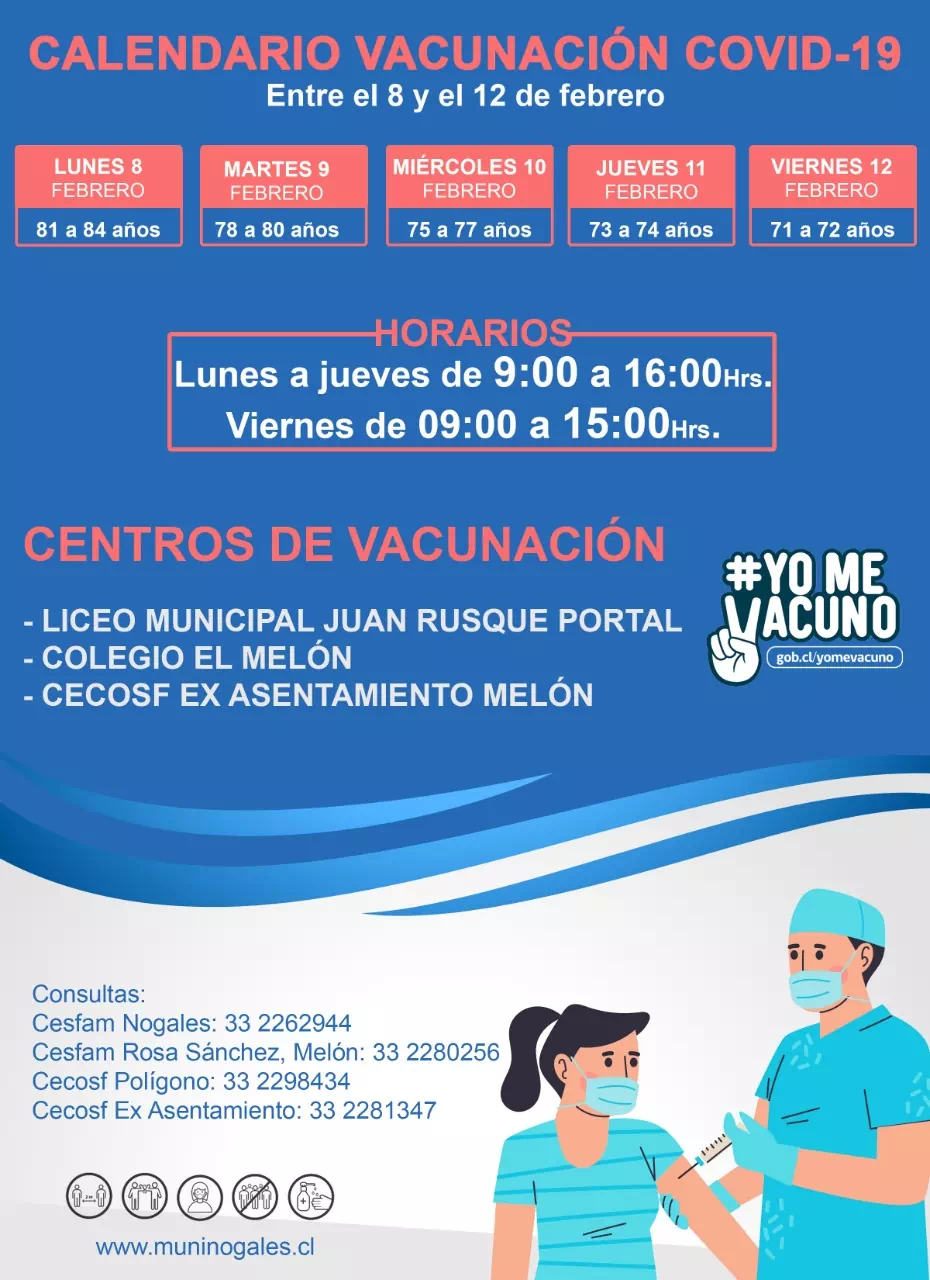 CALENDARIO VACUNACIÓN COVID-19
Entre el 8 y el 12 de febrero
LUNES 8
FEBRERO
81 a 84 años
MARTES 9
FEBRERO
78 a 80 años
MIÉRCOLES 10
FEBRERO
75 a 77 años
JUEVES 11
FEBRERO
73 a 74 años
VIERNES 12
FEBRERO
71 a 72 años
HORARIOS
Lunes a jueves de 9:00 a 16:00Hrs.
Viernes de 09:00 a 15:00Hrs.
CENTROS DE VACUNACIÓN
- LICEO MUNICIPAL JUAN RUSQUE PORTAL
- COLEGIO EL MELÓN
- CECOSF EX ASENTAMIENTO MELÓN
#YO ME
VACUNO
gob.cl/yomevacuno
Consultas:
Cesfam Nogales: 33 2262944
Cesfam Rosa Sánchez, Melón: 33 2280256
Cecosf Polígono: 33 2298434
Cecosf Ex Asentamiento: 33 2281347
www.muninogales.cl